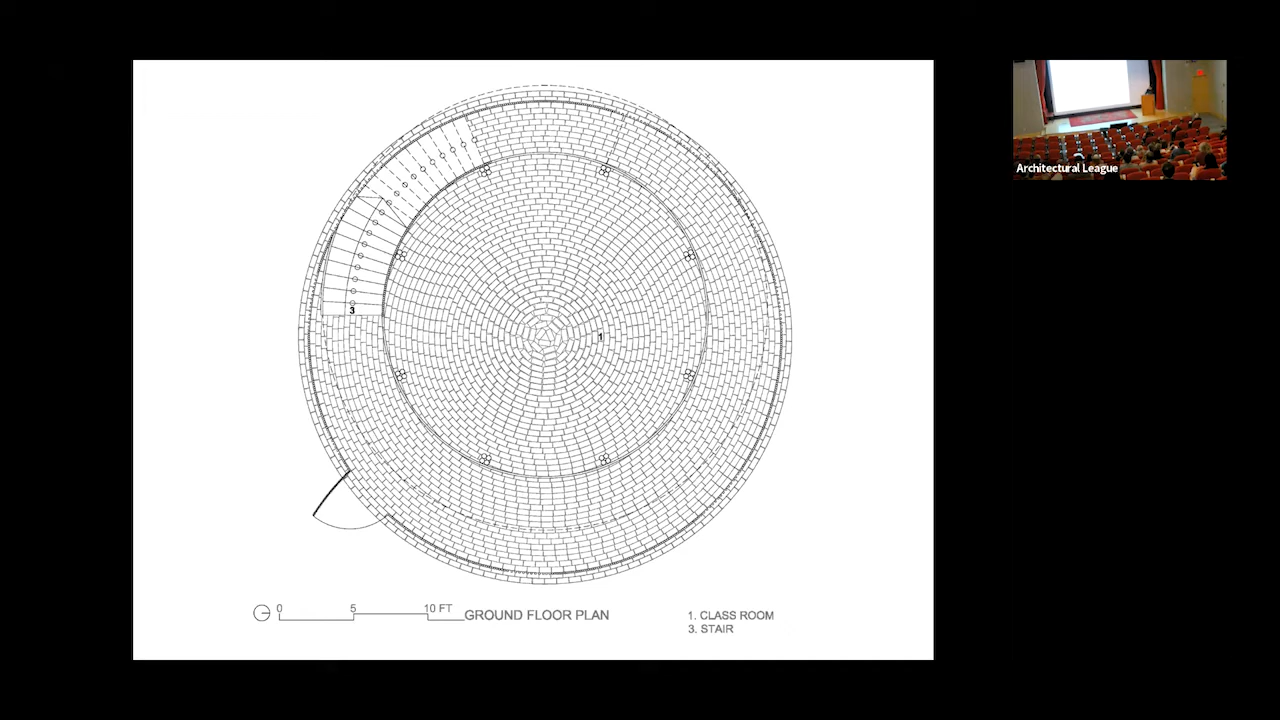 Architectural League
3
1
0 5 10 FT
GROUND FLOOR PLAN
1. CLASS ROOM
3. STAIR